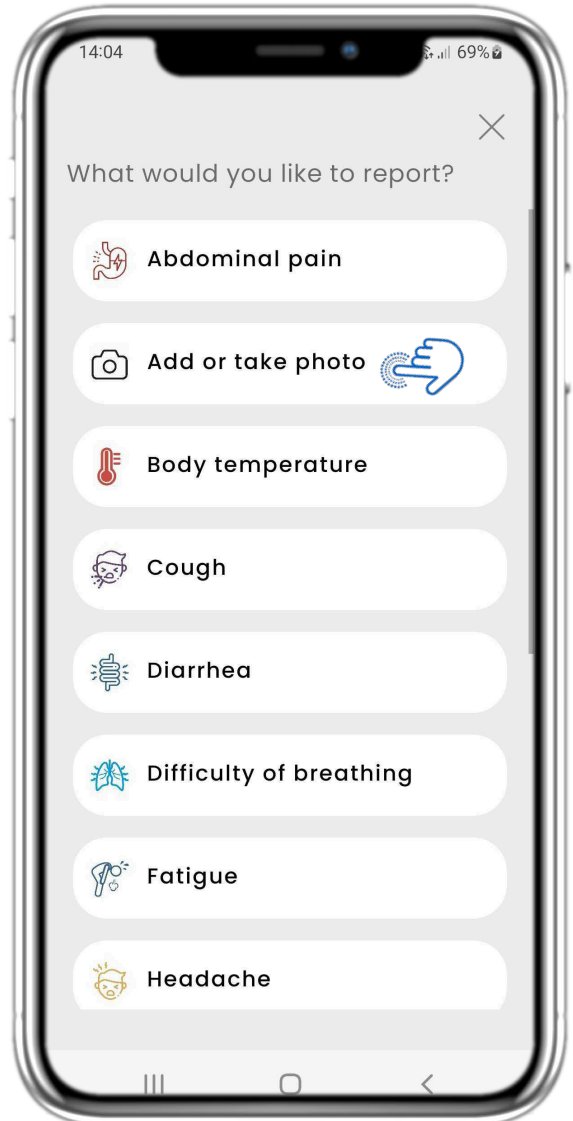 14:04
69%
What would you like to report?
Abdominal pain
Add or take photo
Body temperature
Cough
Diarrhea
Difficulty of breathing
Fatigue
Headache